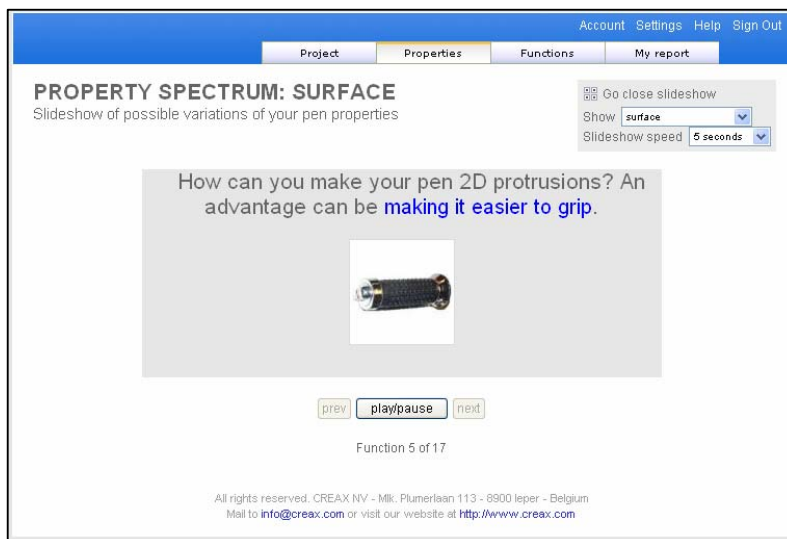 Account Settings Help Sign Out
Project Properties Functions My report
PROPERTY SPECTRUM: SURFACE
Slideshow of possible variations of your pen properties
Go close slideshow
Show surface
Slideshow speed 5 seconds
How can you make your pen 2D protrusions? An
advantage can be making it easier to grip.
prev play/pause next
Function 5 of 17
All rights reserved. CREAX NV - Mlk. Plumerlaan 113 - 8900 Ieper - Belgium
Mail to info@creax.com or visit our website at http://www.creax.com